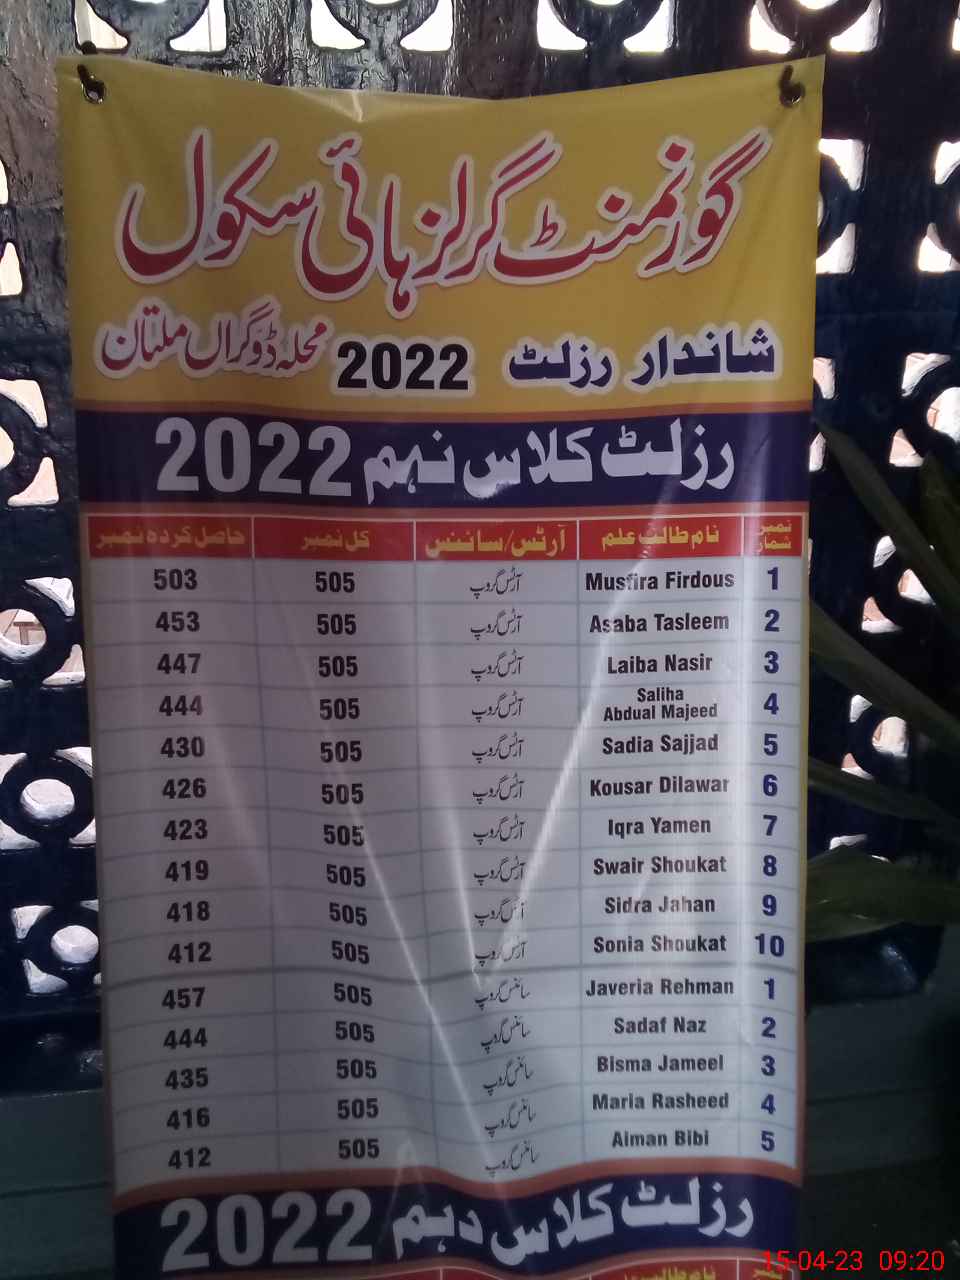 گورنمنٹ گرلز ہائی سکول
شاندار رزلٹ 2022 محلہ ڈوگراں ملتان
رزلٹ کلاس نہم 2022
نمبر شمار نام طالب علم آرٹس/سائنس کل نمبر حاصل کردہ نمبر
1 Musfira Firdous آرٹس گروپ 505 503
2 Asaba Tasleem آرٹس گروپ 505 453
3 Laiba Nasir آرٹس گروپ 505 447
4 Saliha Abdual Majeed آرٹس گروپ 505 444
5 Sadia Sajjad آرٹس گروپ 505 430
6 Kousar Dilawar آرٹس گروپ 505 426
7 Iqra Yamen آرٹس گروپ 505 423
8 Swair Shoukat آرٹس گروپ 505 419
9 Sidra Jahan آرٹس گروپ 505 418
10 Sonia Shoukat آرٹس گروپ 505 412
1 Javeria Rehman سائنس گروپ 505 457
2 Sadaf Naz سائنس گروپ 505 444
3 Bisma Jameel سائنس گروپ 505 435
4 Maria Rasheed سائنس گروپ 505 416
5 Aiman Bibi سائنس گروپ 505 412
رزلٹ کلاس دہم 2022
15-04-23 09:20